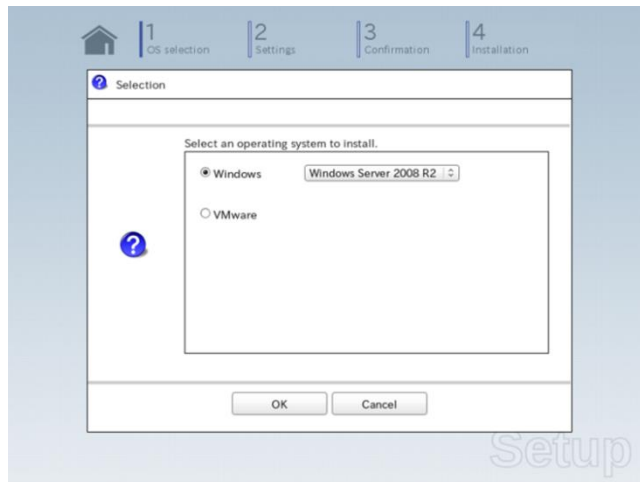 1 2 3 4
OS selection Settings Confirmation Installation
Selection
Select an operating system to install.
Windows Windows Server 2008 R2
VMware
OK Cancel
Setup